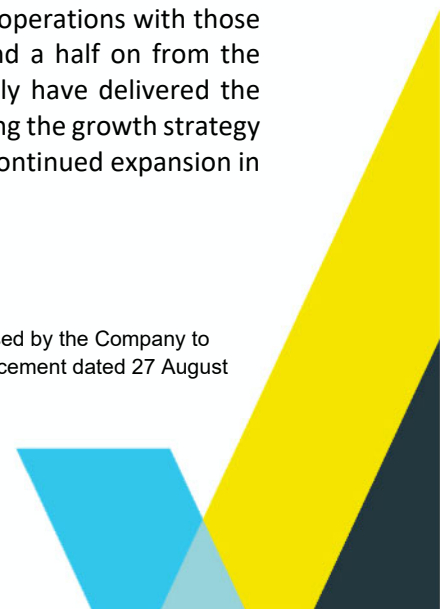 operations with those
nd a half on from the
ly have delivered the
ng the growth strategy
ontinued expansion in
ed by the Company to
cement dated 27 August